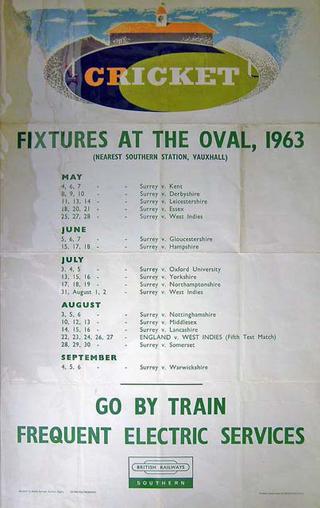 CRICKET
FIXTURES AT THE OVAL, 1963
(NEAREST SOUTHERN STATION, VAUXHALL)
MAY
4, 6, 7 - - Surrey v. Kent
8, 9, 10 - - Surrey v. Derbyshire
11, 13, 14 - - Surrey v. Leicestershire
18, 20, 21 - - Surrey v. Essex
25, 27, 28 - - Surrey v. West Indies
JUNE
5, 6, 7 - - Surrey v. Gloucestershire
15, 17, 18 - - Surrey v. Hampshire
JULY
3, 4, 5 - - Surrey v. Oxford University
13, 15, 16 - - Surrey v. Yorkshire
17, 18, 19 - - Surrey v. Northamptonshire
31, August 1, 2 - Surrey v. West Indies
AUGUST
3, 5, 6 - - Surrey v. Nottinghamshire
10, 12, 13 - - Surrey v. Middlesex
14, 15, 16 - - Surrey v. Lancashire
22, 23, 24, 26, 27 - ENGLAND v. WEST INDIES (Fifth Test Match)
28, 29, 30 - - Surrey v. Somerset
SEPTEMBER
4, 5, 6 - - Surrey v. Warwickshire
GO BY TRAIN
FREQUENT ELECTRIC SERVICES
BRITISH RAILWAYS
SOUTHERN